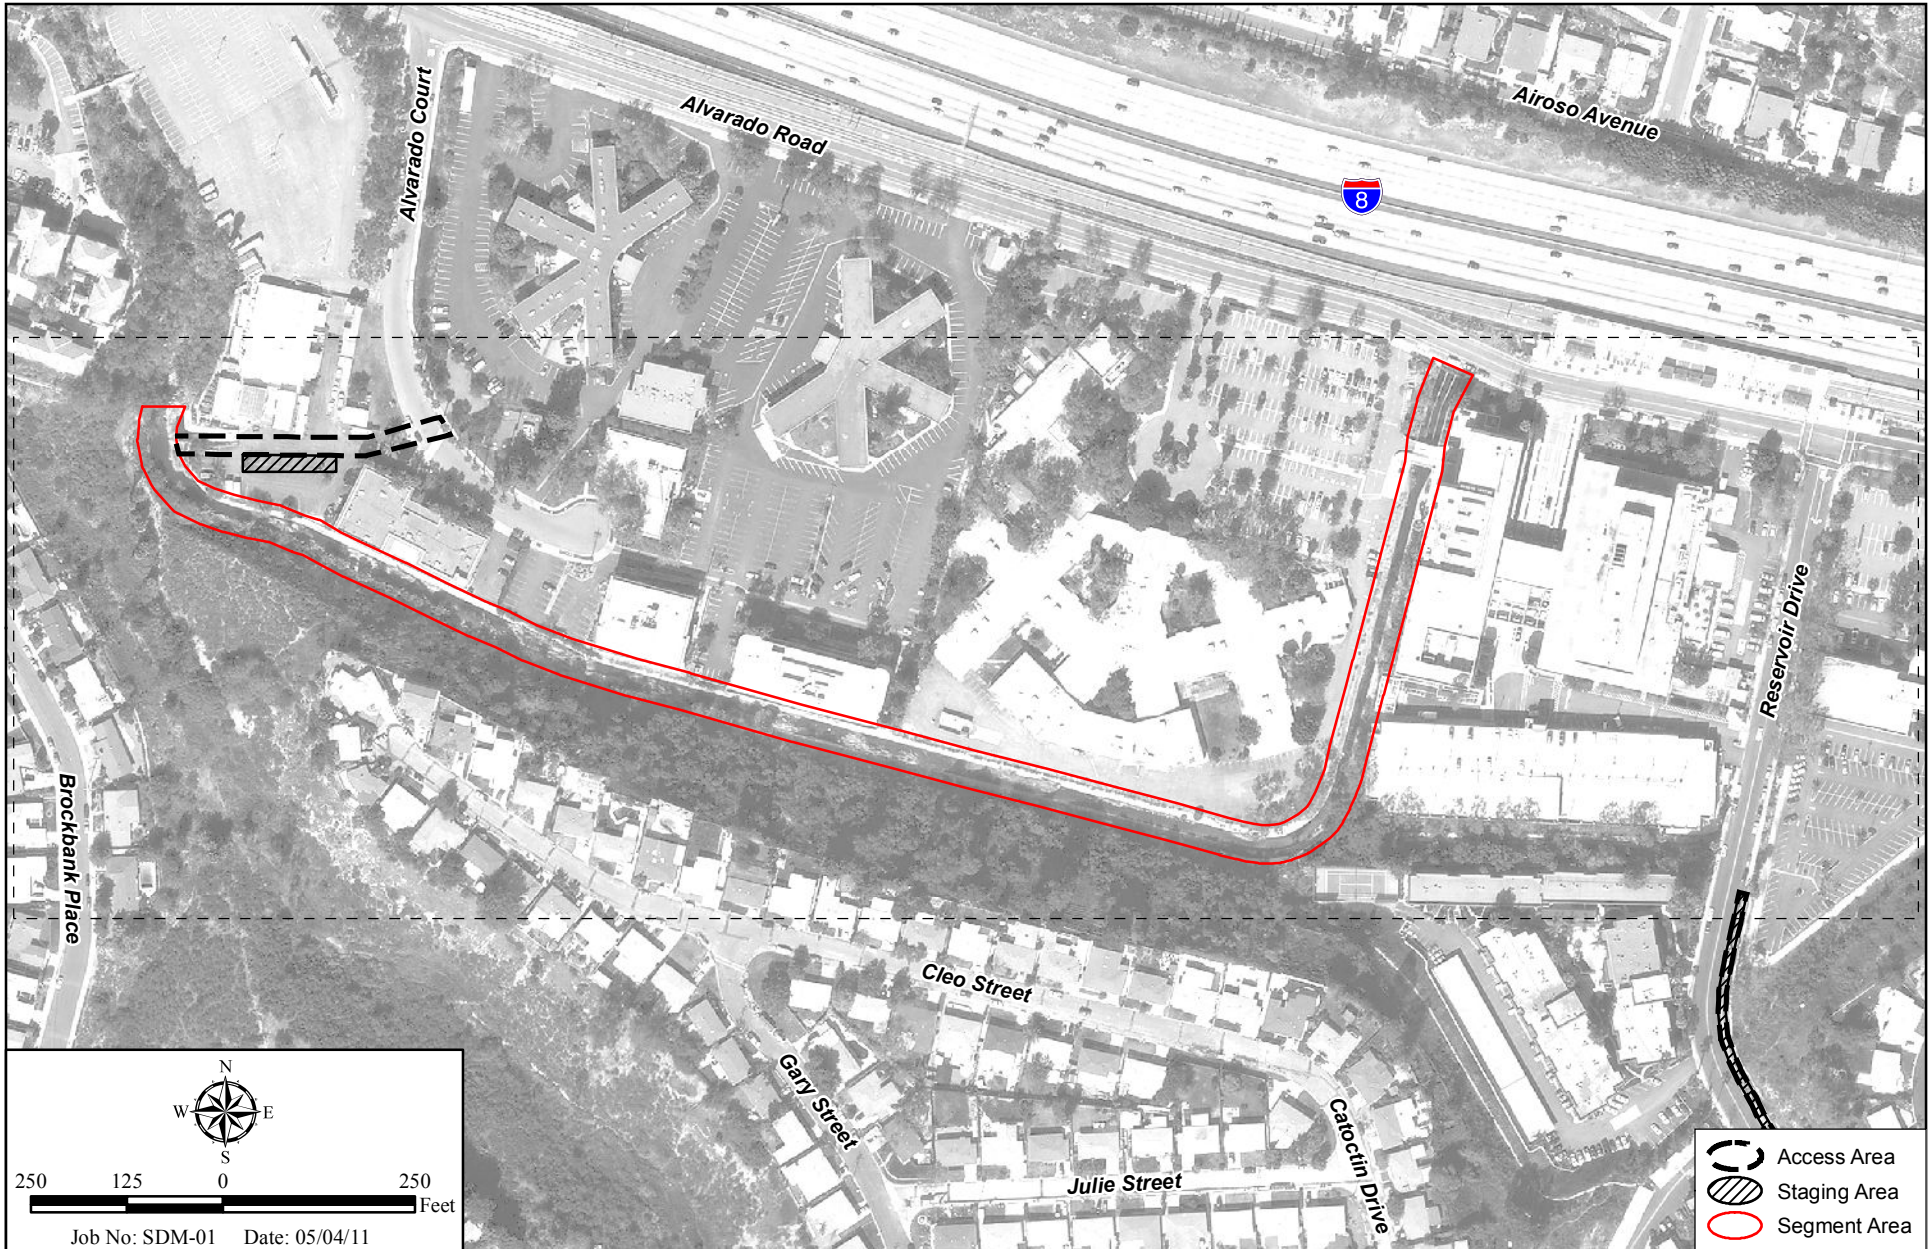 Alvarado Court
Alvarado Road
Airoso Avenue
8
Reservoir Drive
Brockbank Place
Cleo Street
Gary Street
Catoctin Drive
Julie Street
N
W E
S
250 125 0 250
Feet
Job No: SDM-01 Date: 05/04/11
Access Area
Staging Area
Segment Area